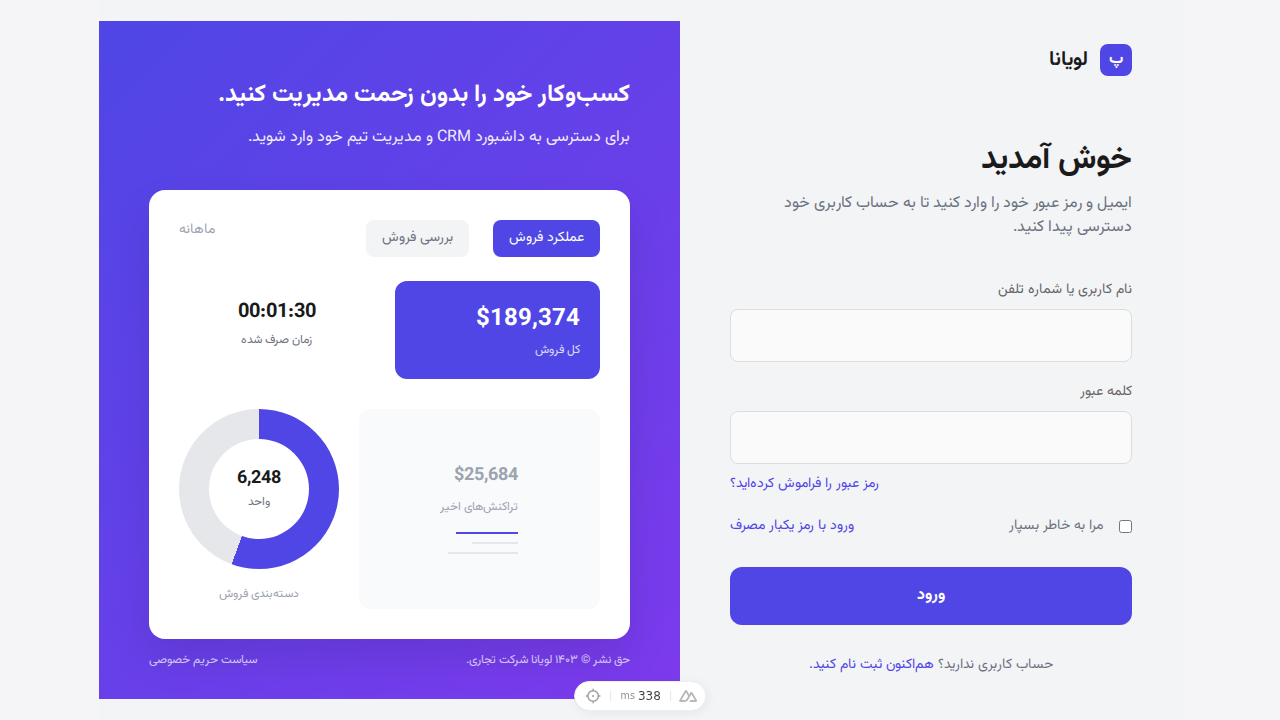 پ
لویانا
خوش آمدید
ایمیل و رمز عبور خود را وارد کنید تا به حساب کاربری خود
دسترسی پیدا کنید.
نام کاربری یا شماره تلفن
کلمه عبور
رمز عبور را فراموش کرده‌اید؟
مرا به خاطر بسپار
ورود با رمز یکبار مصرف
ورود
حساب کاربری ندارید؟ هم‌اکنون ثبت نام کنید.
کسب‌وکار خود را بدون زحمت مدیریت کنید.
برای دسترسی به داشبورد CRM و مدیریت تیم خود وارد شوید.
عملکرد فروش
بررسی فروش
ماهانه
$189,374
کل فروش
00:01:30
زمان صرف شده
$25,684
تراکنش‌های اخیر
6,248
واحد
دسته‌بندی فروش
حق نشر © ۱۴۰۳ لویانا شرکت تجاری.
سیاست حریم خصوصی
338 ms